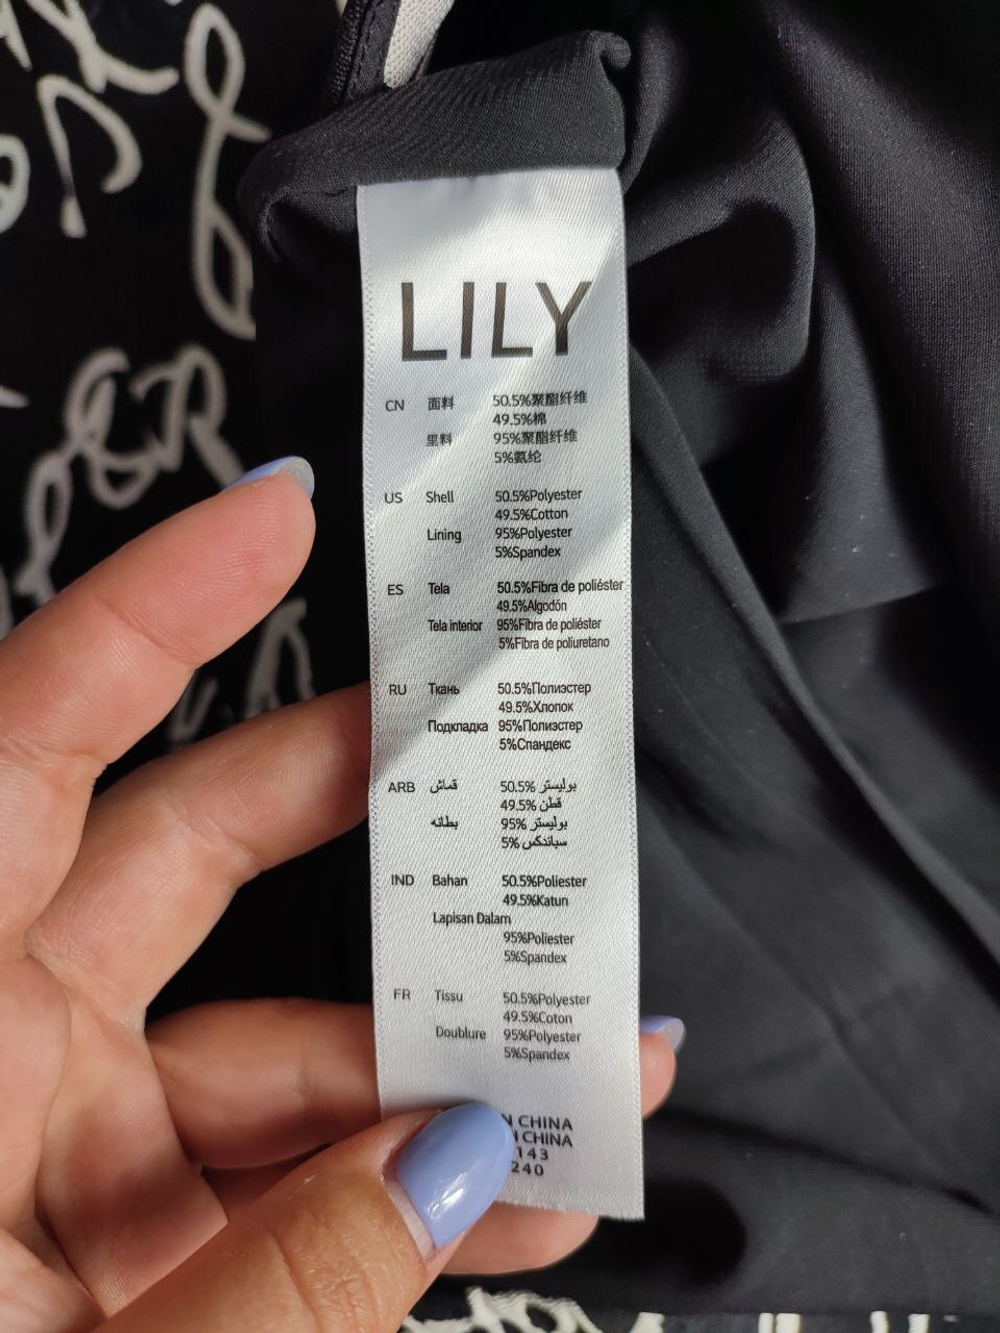 LILY
CN 面料 50.5%聚酯纤维
49.5%棉
里料 95%聚酯纤维
5%氨纶
US Shell 50.5%Polyester
49.5%Cotton
Lining 95%Polyester
5%Spandex
ES Tela 50.5%Fibra de poliéster
49.5%Algodón
Tela interior 95%Fibra de poliéster
5%Fibra de poliuretano
RU Ткань 50.5%Полиэстер
49.5%Хлопок
Подкладка 95%Полиэстер
5%Спандекс
ARB قماش 50.5% بوليستر
49.5% قطن
بطانه 95% بوليستر
5% سباندكس
IND Bahan 50.5%Poliester
49.5%Katun
Lapisan Dalam
95%Poliester
5%Spandex
FR Tissu 50.5%Polyester
49.5%Coton
Doublure 95%Polyester
5%Spandex
CHINA
CHINA
143
240